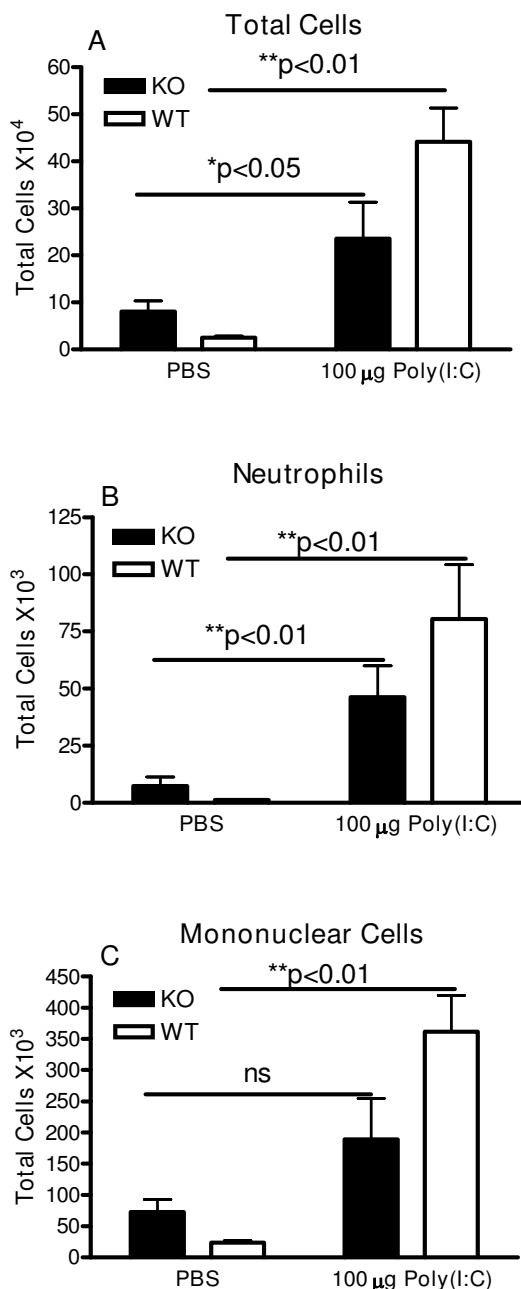 A
Total Cells
**p<0.01
KO
WT
*p<0.05
Total Cells X10⁴
60
50
40
30
20
10
0
PBS
100 μg Poly(I:C)
B
Neutrophils
**p<0.01
KO
WT
**p<0.01
Total Cells X10³
125
100
75
50
25
0
PBS
100 μg Poly(I:C)
C
Mononuclear Cells
**p<0.01
KO
WT
ns
Total Cells X10³
450
400
350
300
250
200
150
100
50
0
PBS
100 μg Poly(I:C)